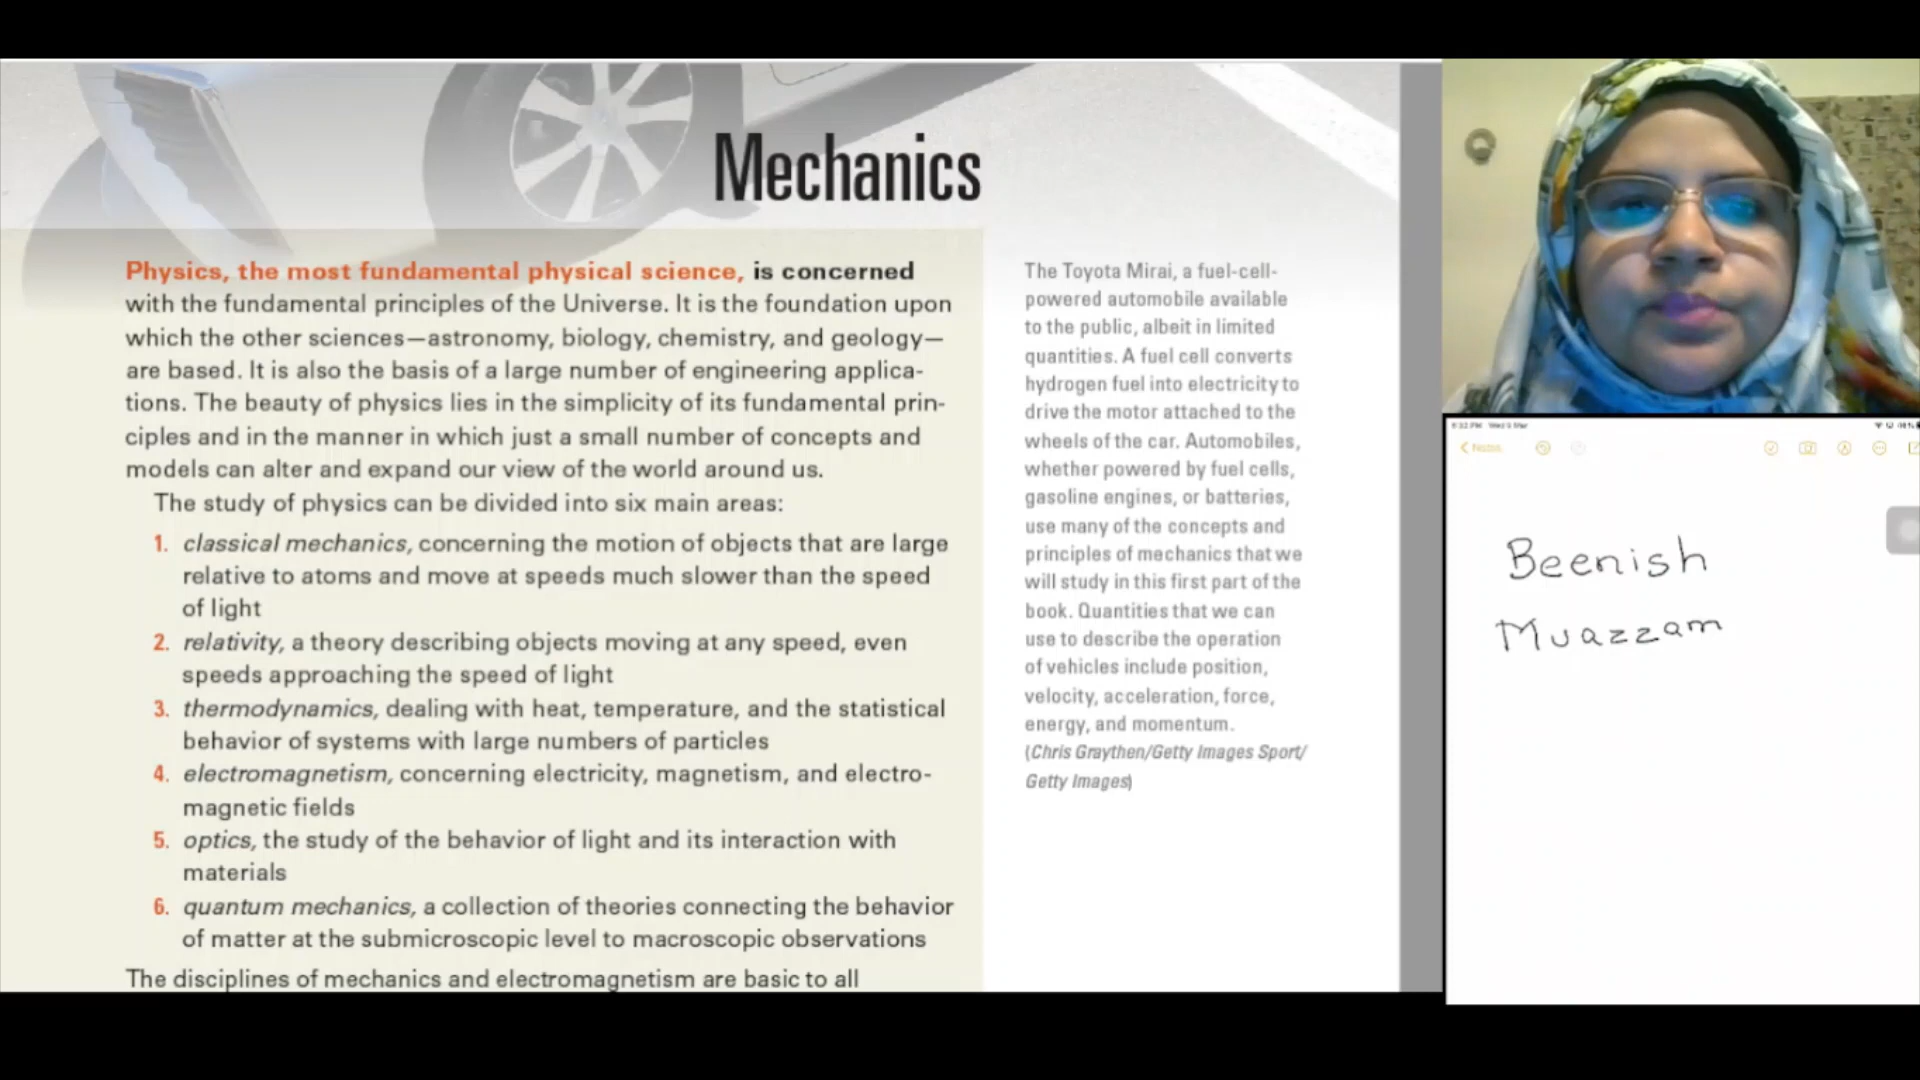 Mechanics
Physics, the most fundamental physical science, is concerned
with the fundamental principles of the Universe. It is the foundation upon
which the other sciences—astronomy, biology, chemistry, and geology—
are based. It is also the basis of a large number of engineering applica-
tions. The beauty of physics lies in the simplicity of its fundamental prin-
ciples and in the manner in which just a small number of concepts and
models can alter and expand our view of the world around us.
The study of physics can be divided into six main areas:
1. classical mechanics, concerning the motion of objects that are large
relative to atoms and move at speeds much slower than the speed
of light
2. relativity, a theory describing objects moving at any speed, even
speeds approaching the speed of light
3. thermodynamics, dealing with heat, temperature, and the statistical
behavior of systems with large numbers of particles
4. electromagnetism, concerning electricity, magnetism, and electro-
magnetic fields
5. optics, the study of the behavior of light and its interaction with
materials
6. quantum mechanics, a collection of theories connecting the behavior
of matter at the submicroscopic level to macroscopic observations
The disciplines of mechanics and electromagnetism are basic to all
The Toyota Mirai, a fuel-cell-
powered automobile available
to the public, albeit in limited
quantities. A fuel cell converts
hydrogen fuel into electricity to
drive the motor attached to the
wheels of the car. Automobiles,
whether powered by fuel cells,
gasoline engines, or batteries,
use many of the concepts and
principles of mechanics that we
will study in this first part of the
book. Quantities that we can
use to describe the operation
of vehicles include position,
velocity, acceleration, force,
energy, and momentum.
(Chris Graythen/Getty Images Sport/
Getty Images)
Notes
Beenish
Muazzam